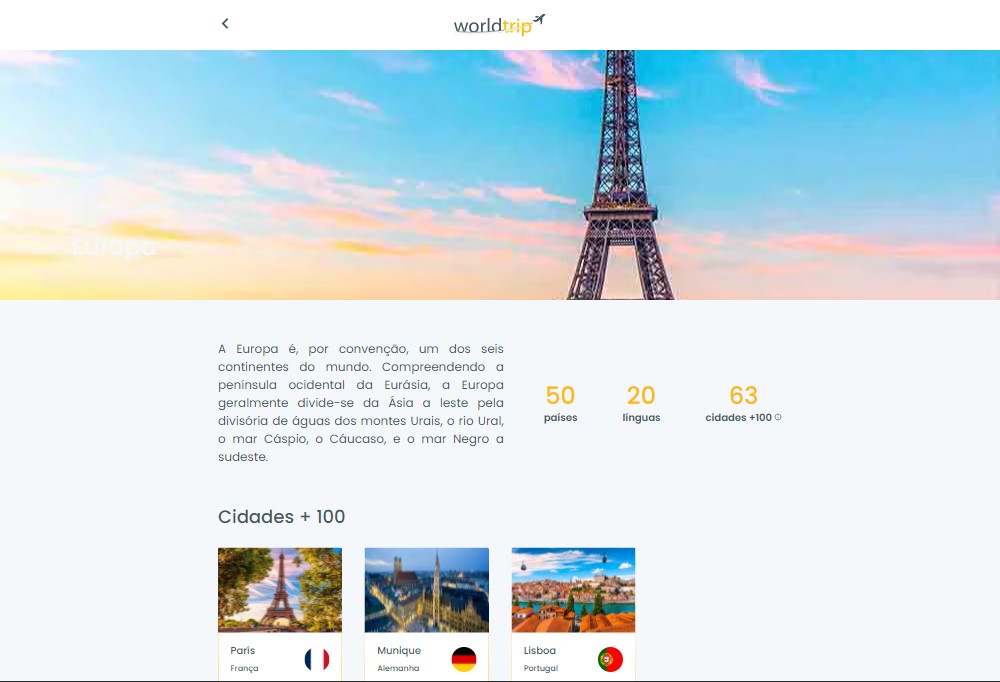 worldtrip
Europa
A Europa é, por convenção, um dos seis
continentes do mundo. Compreendendo a
península ocidental da Eurásia, a Europa
geralmente divide-se da Ásia a leste pela
divisória de águas dos montes Urais, o rio Ural,
o mar Cáspio, o Cáucaso, e o mar Negro a
sudeste.
50 20 63
países línguas cidades +100
Cidades + 100
París Munique Lisboa
França Alemanha Portugal